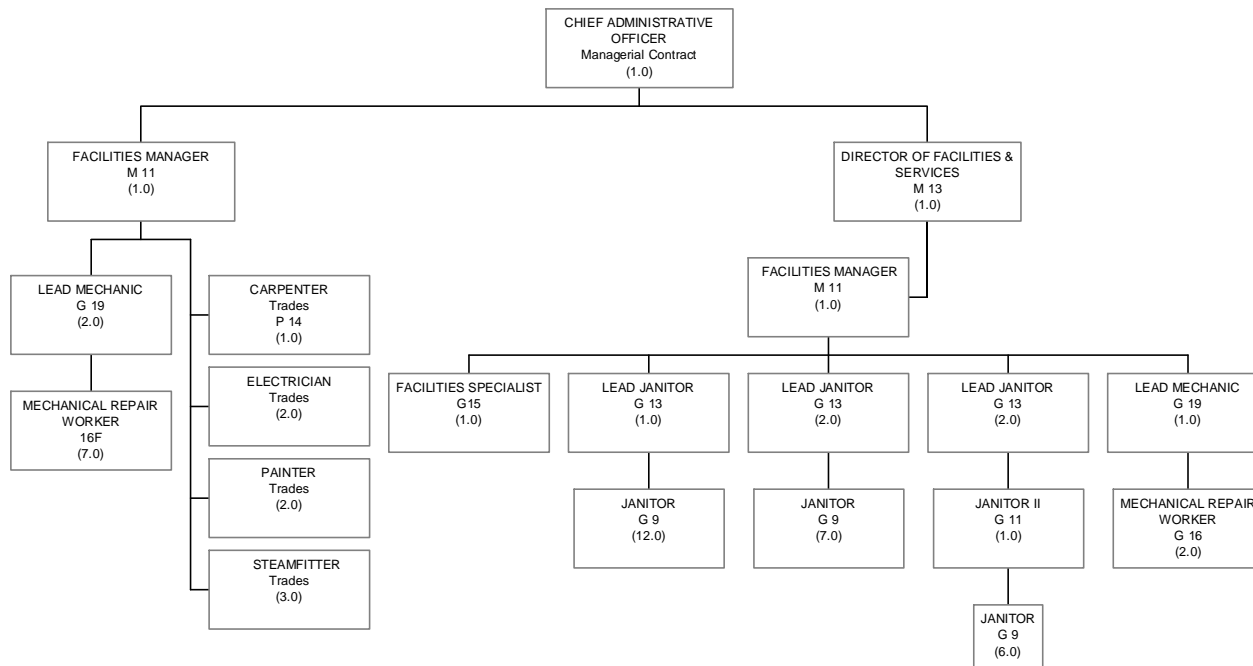 CHIEF ADMINISTRATIVE
OFFICER
Managerial Contract
(1.0)
FACILITIES MANAGER
M 11
(1.0)
DIRECTOR OF FACILITIES &
SERVICES
M 13
(1.0)
LEAD MECHANIC
G 19
(2.0)
MECHANICAL REPAIR
WORKER
16F
(7.0)
CARPENTER
Trades
P 14
(1.0)
ELECTRICIAN
Trades
(2.0)
PAINTER
Trades
(2.0)
STEAMFITTER
Trades
(3.0)
FACILITIES MANAGER
M 11
(1.0)
FACILITIES SPECIALIST
G15
(1.0)
LEAD JANITOR
G 13
(1.0)
JANITOR
G 9
(12.0)
LEAD JANITOR
G 13
(2.0)
JANITOR
G 9
(7.0)
LEAD JANITOR
G 13
(2.0)
JANITOR II
G 11
(1.0)
JANITOR
G 9
(6.0)
LEAD MECHANIC
G 19
(1.0)
MECHANICAL REPAIR
WORKER
G 16
(2.0)